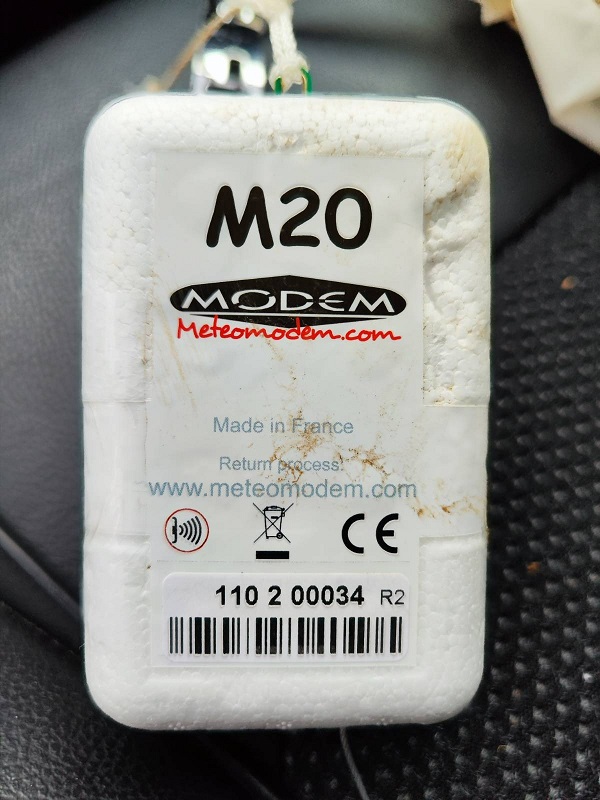 M20
MODEM
Meteomodem.com
Made in France
Return process:
www.meteomodem.com
CE
110 2 00034 R2